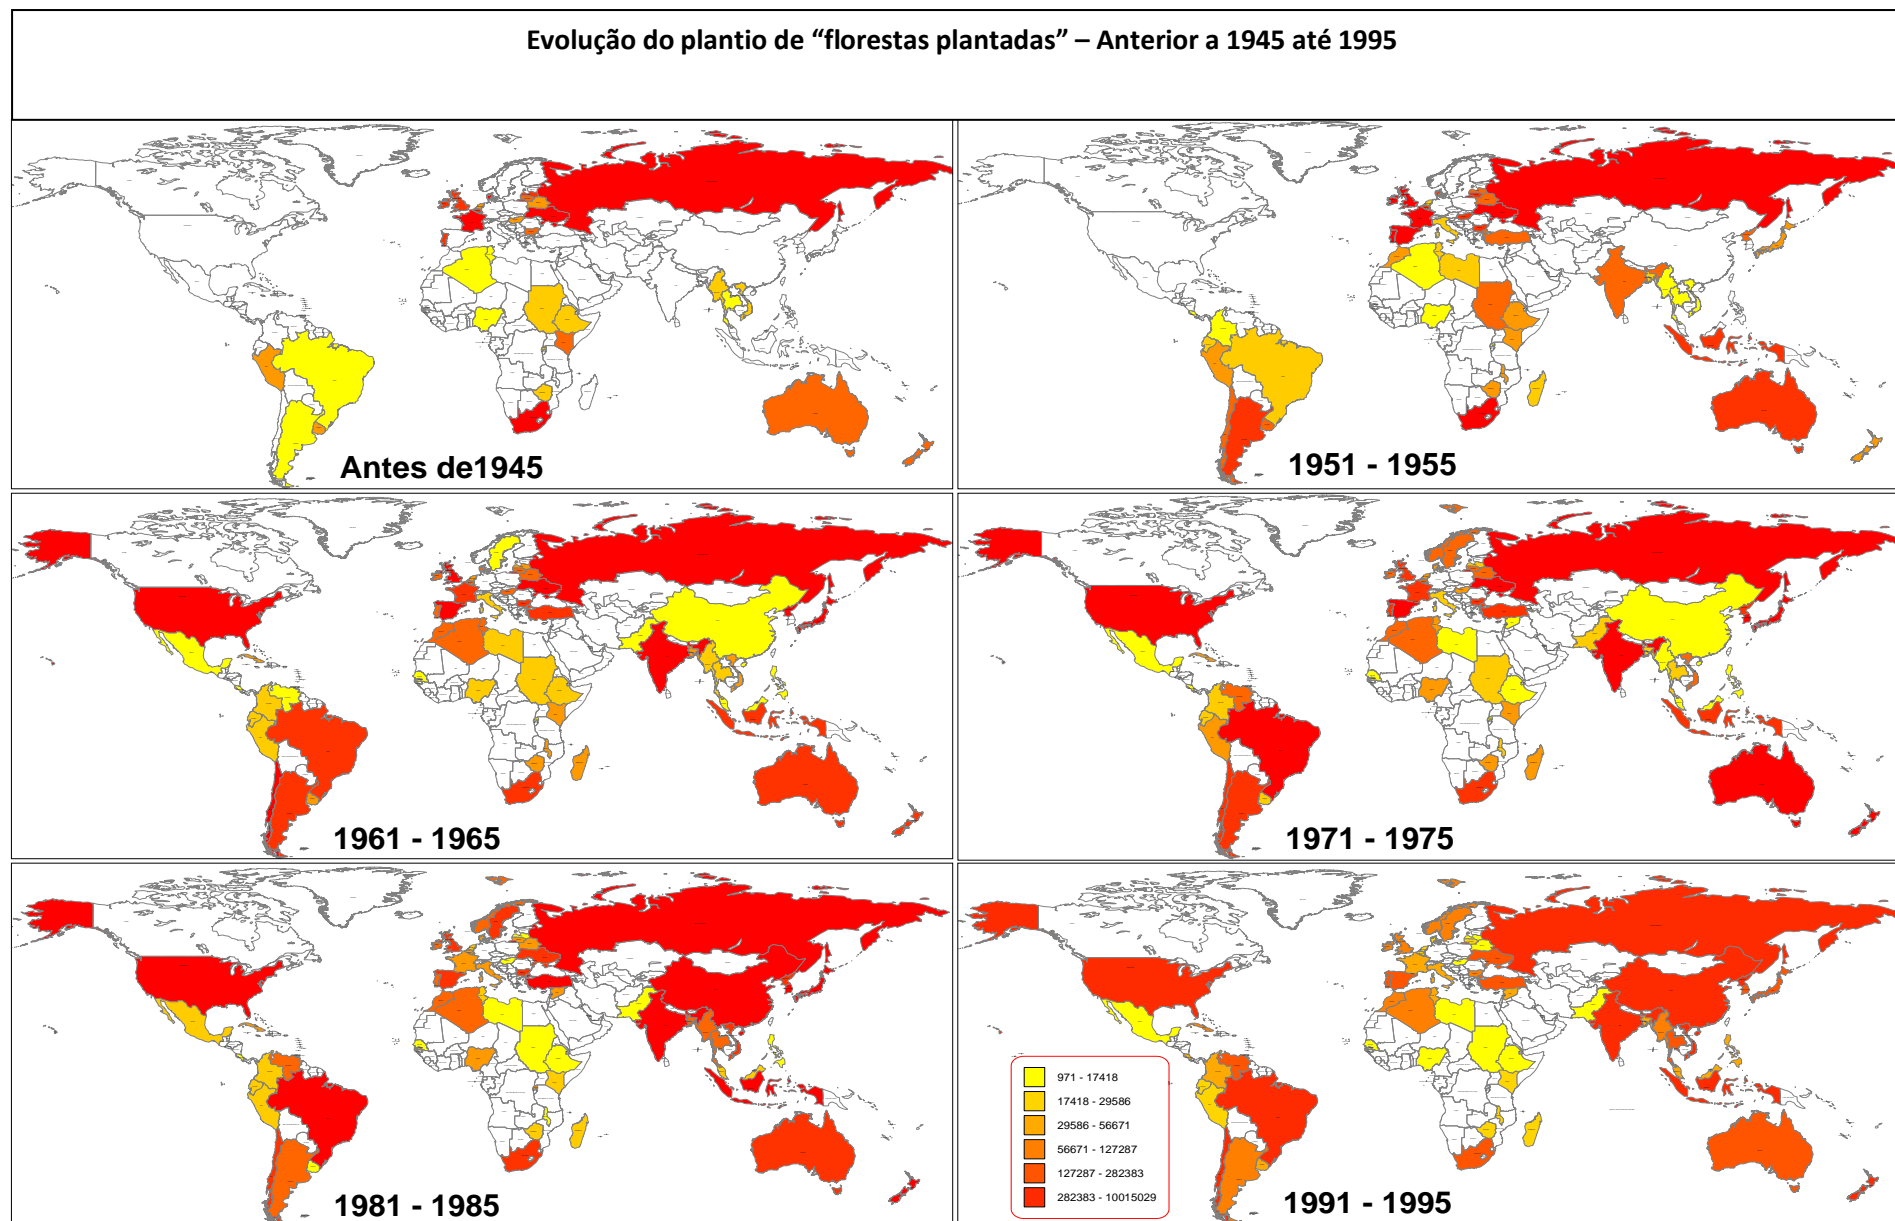 Evolução do plantio de “florestas plantadas” – Anterior a 1945 até 1995
Antes de1945
1951 - 1955
1961 - 1965
1971 - 1975
1981 - 1985
971 - 17418
17418 - 29586
29586 - 56671
56671 - 127287
127287 - 282383
282383 - 10015029
1991 - 1995